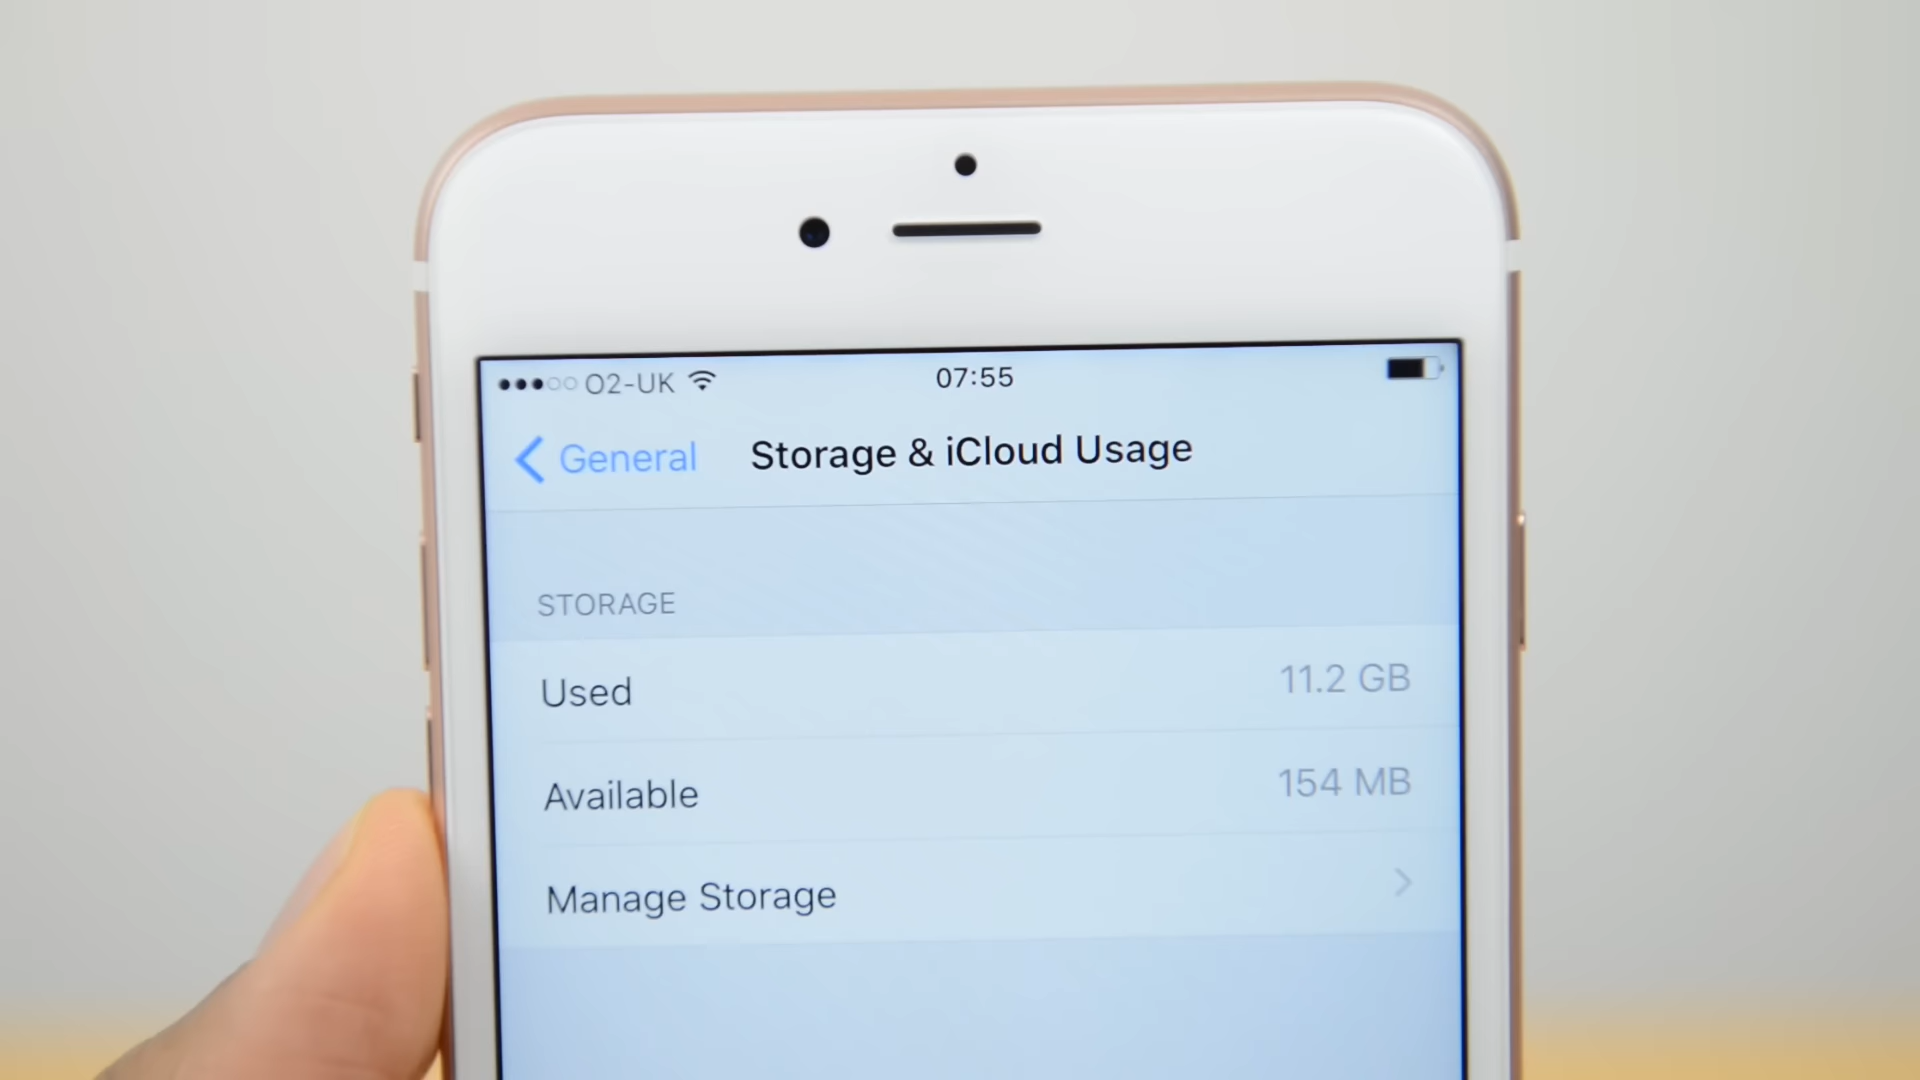 O2-UK 07:55
General Storage & iCloud Usage
STORAGE
Used 11.2 GB
Available 154 MB
Manage Storage